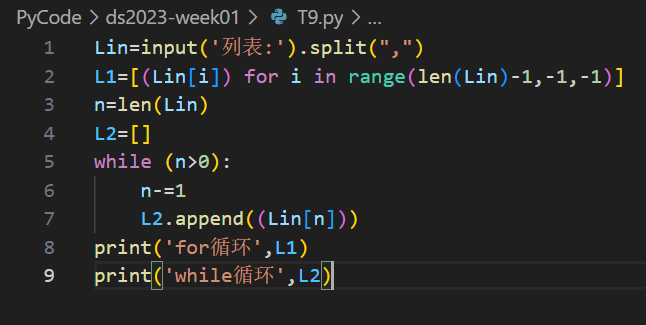 PyCode > ds2023-week01 > T9.py > ...
1 Lin=input('列表:').split(",")
2 L1=[(Lin[i]) for i in range(len(Lin)-1,-1,-1)]
3 n=len(Lin)
4 L2=[]
5 while (n>0):
6     n-=1
7     L2.append((Lin[n]))
8 print('for循环',L1)
9 print('while循环',L2)